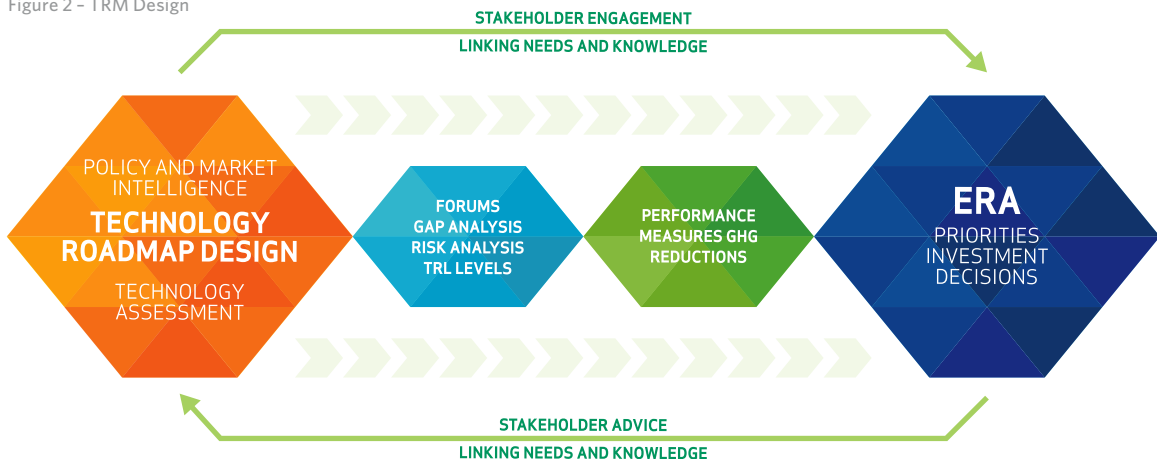 Figure 2 – TRM Design
STAKEHOLDER ENGAGEMENT
LINKING NEEDS AND KNOWLEDGE
POLICY AND MARKET
INTELLIGENCE
TECHNOLOGY
ROADMAP DESIGN
TECHNOLOGY
ASSESSMENT
FORUMS
GAP ANALYSIS
RISK ANALYSIS
TRL LEVELS
PERFORMANCE
MEASURES GHG
REDUCTIONS
ERA
PRIORITIES
INVESTMENT
DECISIONS
STAKEHOLDER ADVICE
LINKING NEEDS AND KNOWLEDGE